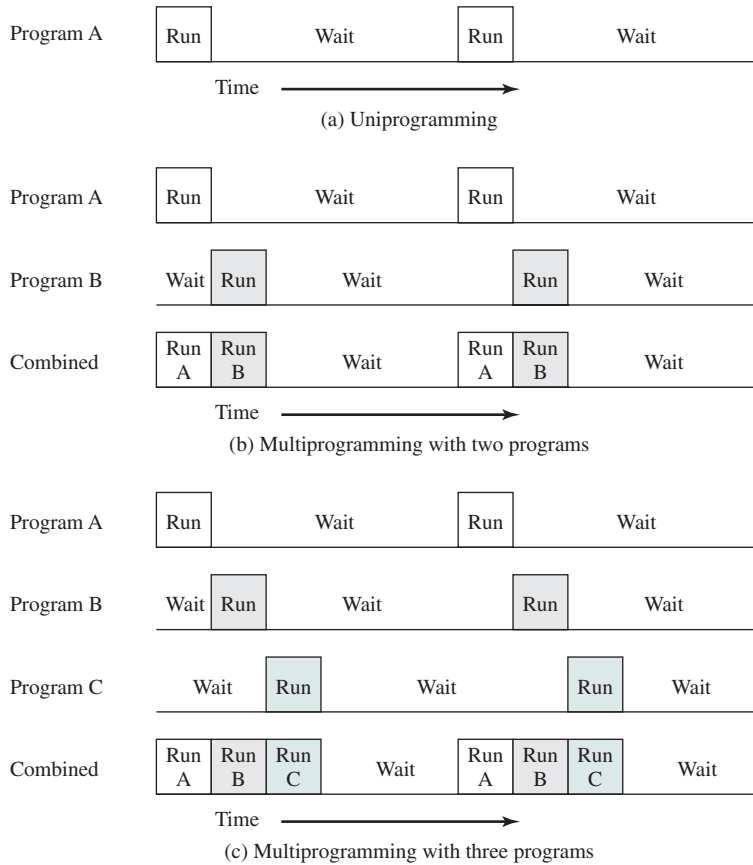 Program A Run Wait Run Wait
Time
(a) Uniprogramming
Program A Run Wait Run Wait
Program B Wait Run Wait Run Wait
Combined Run A Run B Wait Run A Run B Wait
Time
(b) Multiprogramming with two programs
Program A Run Wait Run Wait
Program B Wait Run Wait Run Wait
Program C Wait Run Wait Run Wait
Combined Run A Run B Run C Wait Run A Run B Run C Wait
Time
(c) Multiprogramming with three programs